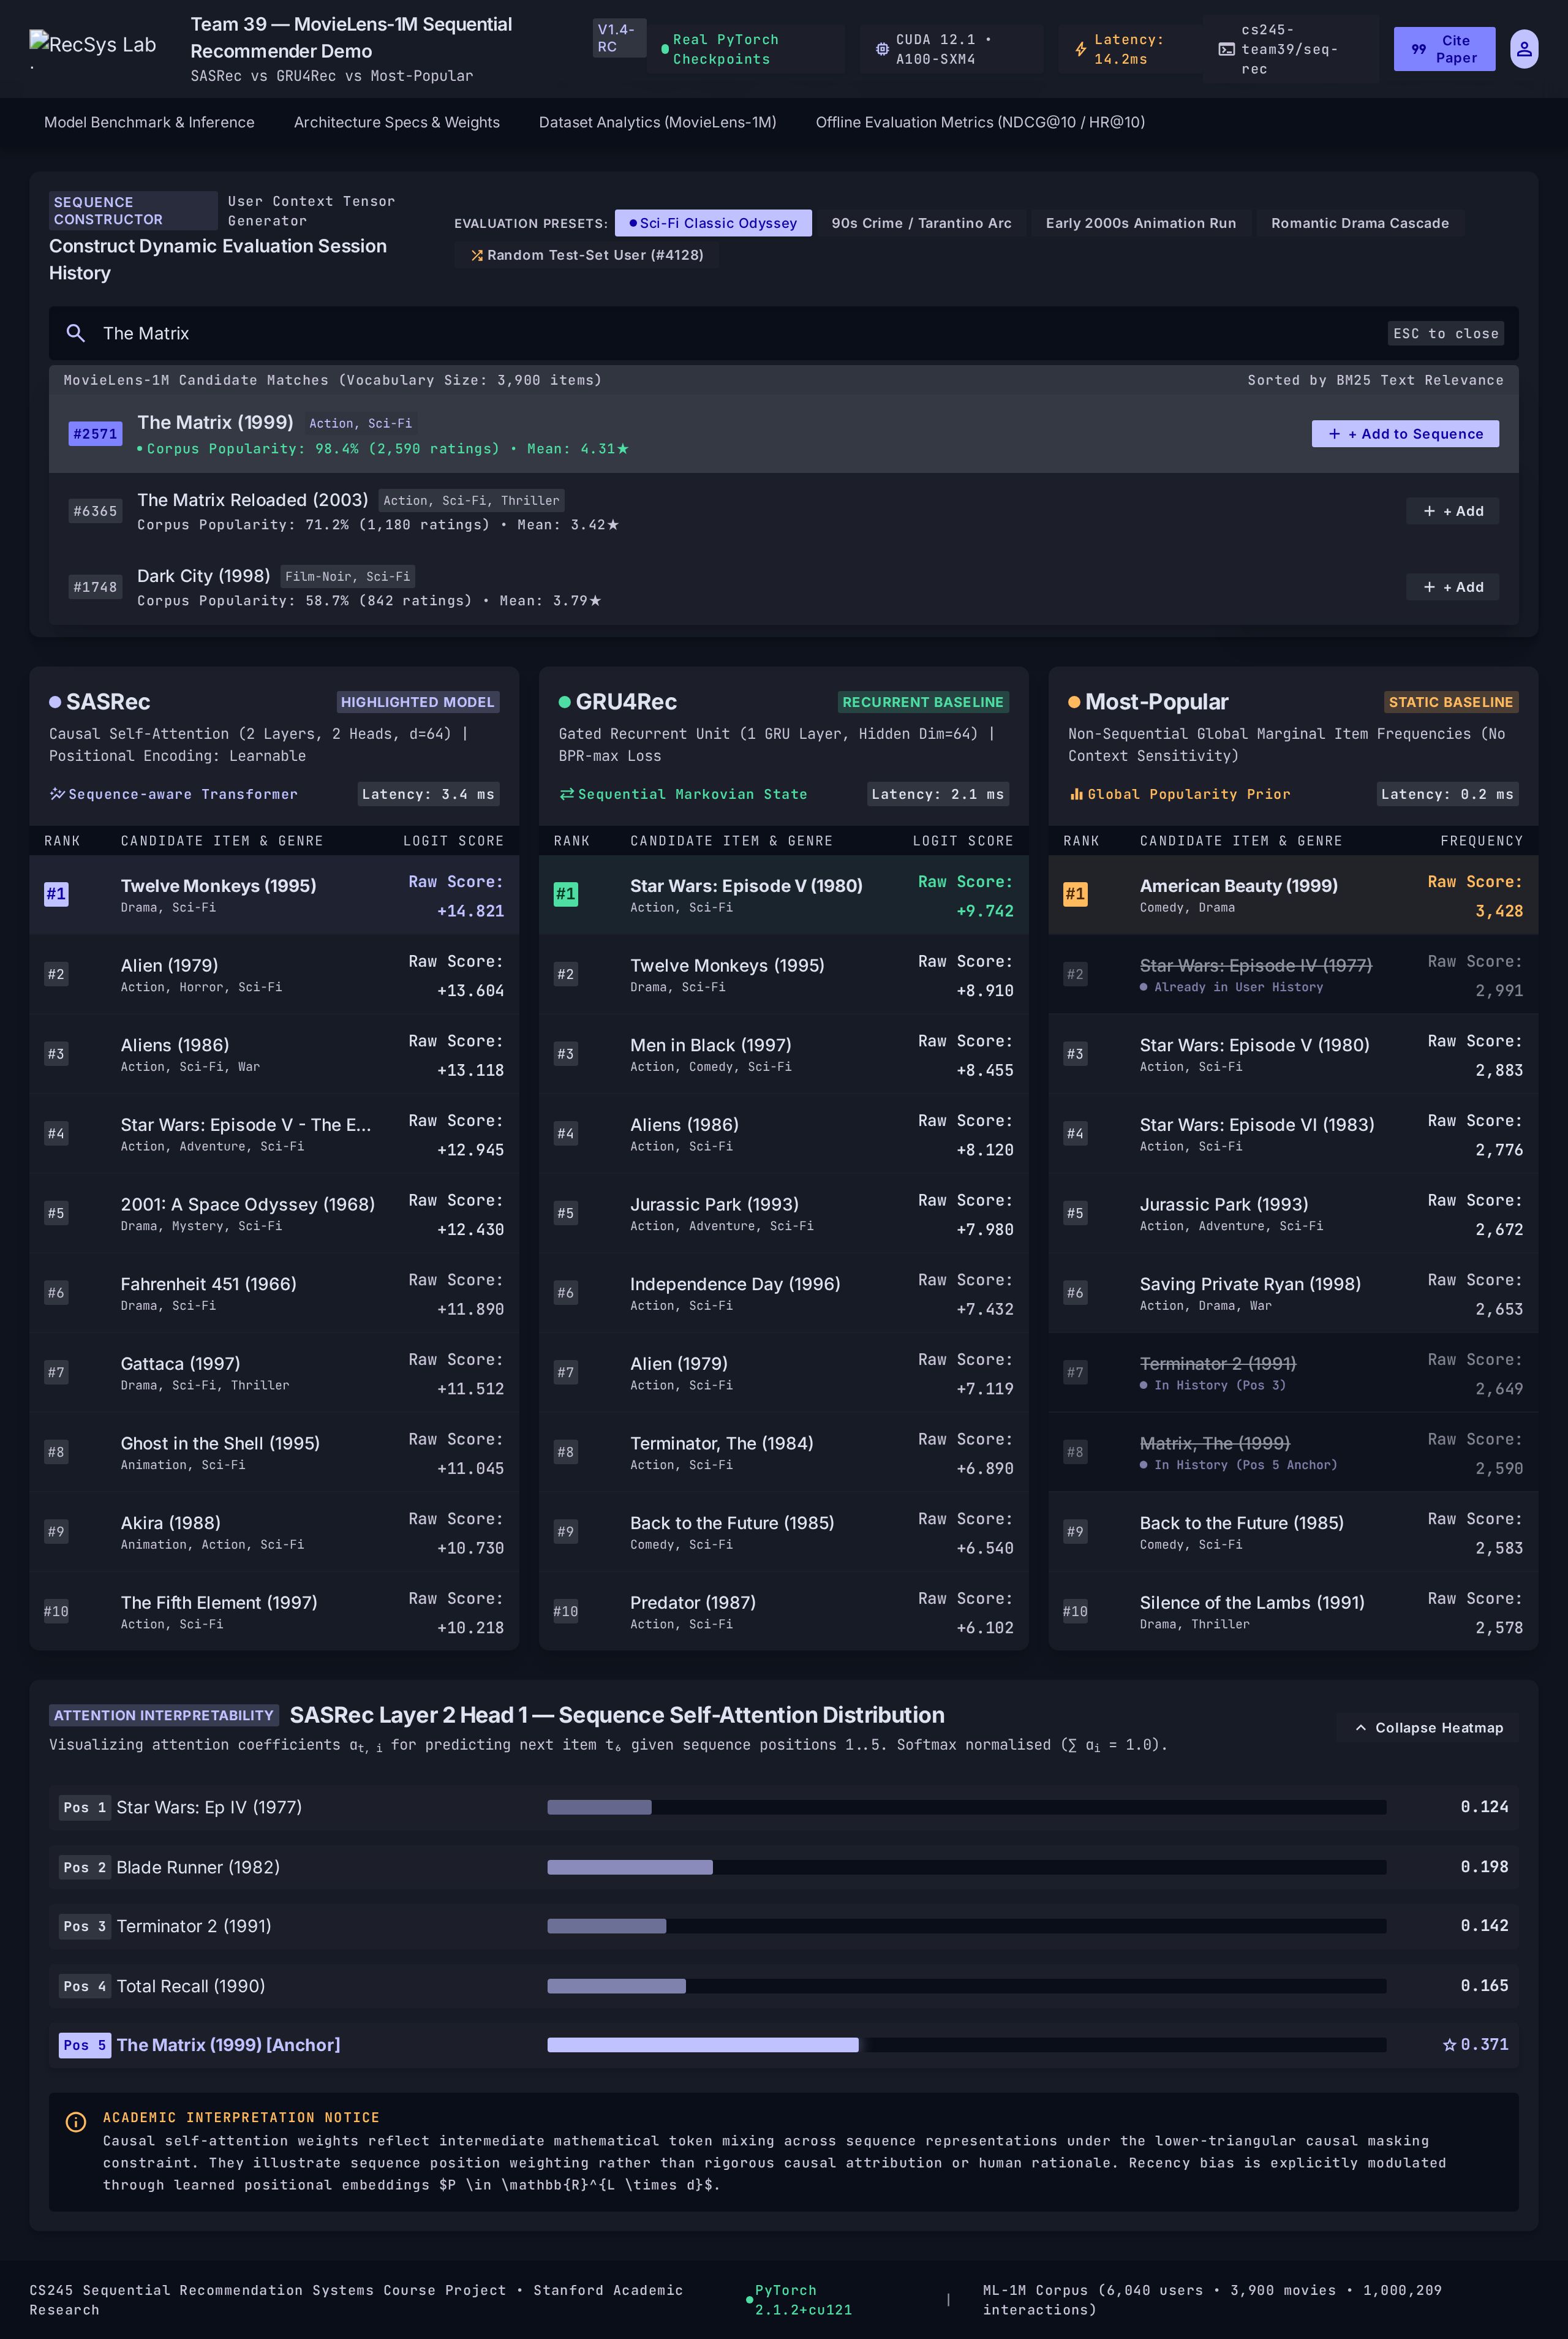 RecSys Lab
.
Team 39 — MovieLens-1M Sequential
Recommender Demo
SASRec vs GRU4Rec vs Most-Popular
V1.4-
RC
Real PyTorch
Checkpoints
CUDA 12.1 •
A100-SXM4
Latency:
14.2ms
cs245-
team39/seq-
rec
Cite
Paper
Model Benchmark & Inference
Architecture Specs & Weights
Dataset Analytics (MovieLens-1M)
Offline Evaluation Metrics (NDCG@10 / HR@10)
SEQUENCE
CONSTRUCTOR
User Context Tensor
Generator
Construct Dynamic Evaluation Session
History
EVALUATION PRESETS:
Sci-Fi Classic Odyssey
90s Crime / Tarantino Arc
Early 2000s Animation Run
Romantic Drama Cascade
Random Test-Set User (#4128)
The Matrix
ESC to close
MovieLens-1M Candidate Matches (Vocabulary Size: 3,900 items)
Sorted by BM25 Text Relevance
#2571
The Matrix (1999)
Action, Sci-Fi
Corpus Popularity: 98.4% (2,590 ratings) • Mean: 4.31★
+ + Add to Sequence
#6365
The Matrix Reloaded (2003)
Action, Sci-Fi, Thriller
Corpus Popularity: 71.2% (1,180 ratings) • Mean: 3.42★
+ + Add
#1748
Dark City (1998)
Film-Noir, Sci-Fi
Corpus Popularity: 58.7% (842 ratings) • Mean: 3.79★
+ + Add
SASRec
HIGHLIGHTED MODEL
Causal Self-Attention (2 Layers, 2 Heads, d=64) |
Positional Encoding: Learnable
Sequence-aware Transformer
Latency: 3.4 ms
RANK
CANDIDATE ITEM & GENRE
LOGIT SCORE
#1
Twelve Monkeys (1995)
Drama, Sci-Fi
Raw Score:
+14.821
#2
Alien (1979)
Action, Horror, Sci-Fi
Raw Score:
+13.604
#3
Aliens (1986)
Action, Sci-Fi, War
Raw Score:
+13.118
#4
Star Wars: Episode V - The E...
Action, Adventure, Sci-Fi
Raw Score:
+12.945
#5
2001: A Space Odyssey (1968)
Drama, Mystery, Sci-Fi
Raw Score:
+12.430
#6
Fahrenheit 451 (1966)
Drama, Sci-Fi
Raw Score:
+11.890
#7
Gattaca (1997)
Drama, Sci-Fi, Thriller
Raw Score:
+11.512
#8
Ghost in the Shell (1995)
Animation, Sci-Fi
Raw Score:
+11.045
#9
Akira (1988)
Animation, Action, Sci-Fi
Raw Score:
+10.730
#10
The Fifth Element (1997)
Action, Sci-Fi
Raw Score:
+10.218
GRU4Rec
RECURRENT BASELINE
Gated Recurrent Unit (1 GRU Layer, Hidden Dim=64) |
BPR-max Loss
Sequential Markovian State
Latency: 2.1 ms
RANK
CANDIDATE ITEM & GENRE
LOGIT SCORE
#1
Star Wars: Episode V (1980)
Action, Sci-Fi
Raw Score:
+9.742
#2
Twelve Monkeys (1995)
Drama, Sci-Fi
Raw Score:
+8.910
#3
Men in Black (1997)
Action, Comedy, Sci-Fi
Raw Score:
+8.455
#4
Aliens (1986)
Action, Sci-Fi
Raw Score:
+8.120
#5
Jurassic Park (1993)
Action, Adventure, Sci-Fi
Raw Score:
+7.980
#6
Independence Day (1996)
Action, Sci-Fi
Raw Score:
+7.432
#7
Alien (1979)
Action, Sci-Fi
Raw Score:
+7.119
#8
Terminator, The (1984)
Action, Sci-Fi
Raw Score:
+6.890
#9
Back to the Future (1985)
Comedy, Sci-Fi
Raw Score:
+6.540
#10
Predator (1987)
Action, Sci-Fi
Raw Score:
+6.102
Most-Popular
STATIC BASELINE
Non-Sequential Global Marginal Item Frequencies (No
Context Sensitivity)
Global Popularity Prior
Latency: 0.2 ms
RANK
CANDIDATE ITEM & GENRE
FREQUENCY
#1
American Beauty (1999)
Comedy, Drama
Raw Score:
3,428
#2
Star Wars: Episode IV (1977)
Already in User History
Raw Score:
2,991
#3
Star Wars: Episode V (1980)
Action, Sci-Fi
Raw Score:
2,883
#4
Star Wars: Episode VI (1983)
Action, Sci-Fi
Raw Score:
2,776
#5
Jurassic Park (1993)
Action, Adventure, Sci-Fi
Raw Score:
2,672
#6
Saving Private Ryan (1998)
Action, Drama, War
Raw Score:
2,653
#7
Terminator 2 (1991)
In History (Pos 3)
Raw Score:
2,649
#8
Matrix, The (1999)
In History (Pos 5 Anchor)
Raw Score:
2,590
#9
Back to the Future (1985)
Comedy, Sci-Fi
Raw Score:
2,583
#10
Silence of the Lambs (1991)
Drama, Thriller
Raw Score:
2,578
ATTENTION INTERPRETABILITY
SASRec Layer 2 Head 1 — Sequence Self-Attention Distribution
Visualizing attention coefficients α_t, i for predicting next item t₆ given sequence positions 1..5. Softmax normalised (∑ α_i = 1.0).
Collapse Heatmap
Pos 1
Star Wars: Ep IV (1977)
0.124
Pos 2
Blade Runner (1982)
0.198
Pos 3
Terminator 2 (1991)
0.142
Pos 4
Total Recall (1990)
0.165
Pos 5
The Matrix (1999) [Anchor]
0.371
ACADEMIC INTERPRETATION NOTICE
Causal self-attention weights reflect intermediate mathematical token mixing across sequence representations under the lower-triangular causal masking
constraint. They illustrate sequence position weighting rather than rigorous causal attribution or human rationale. Recency bias is explicitly modulated
through learned positional embeddings $P \in \mathbb{R}^{L \times d}$.
CS245 Sequential Recommendation Systems Course Project • Stanford Academic
Research
PyTorch
2.1.2+cu121
|
ML-1M Corpus (6,040 users • 3,900 movies • 1,000,209
interactions)